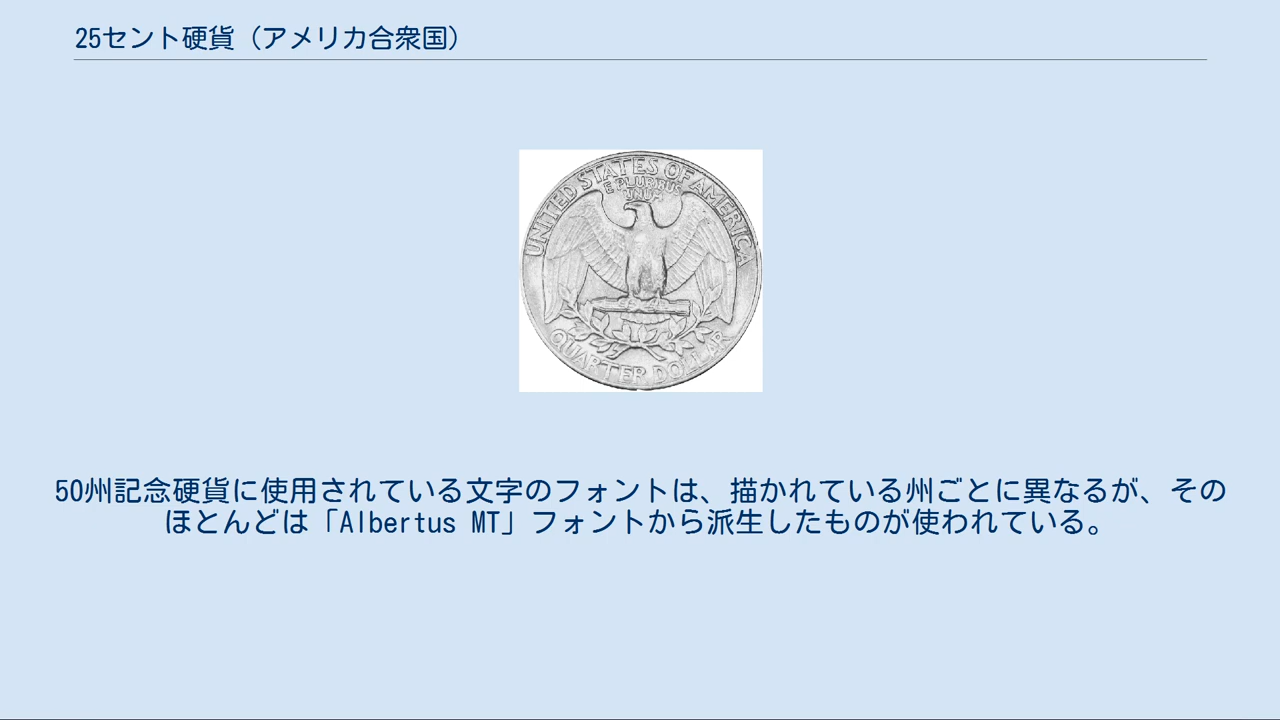 25セント硬貨（アメリカ合衆国）
UNITED STATES OF AMERICA
E PLURIBUS
UNUM
QUARTER DOLLAR
50州記念硬貨に使用されている文字のフォントは、描かれている州ごとに異なるが、その
ほとんどは「Albertus MT」フォントから派生したものが使われている。